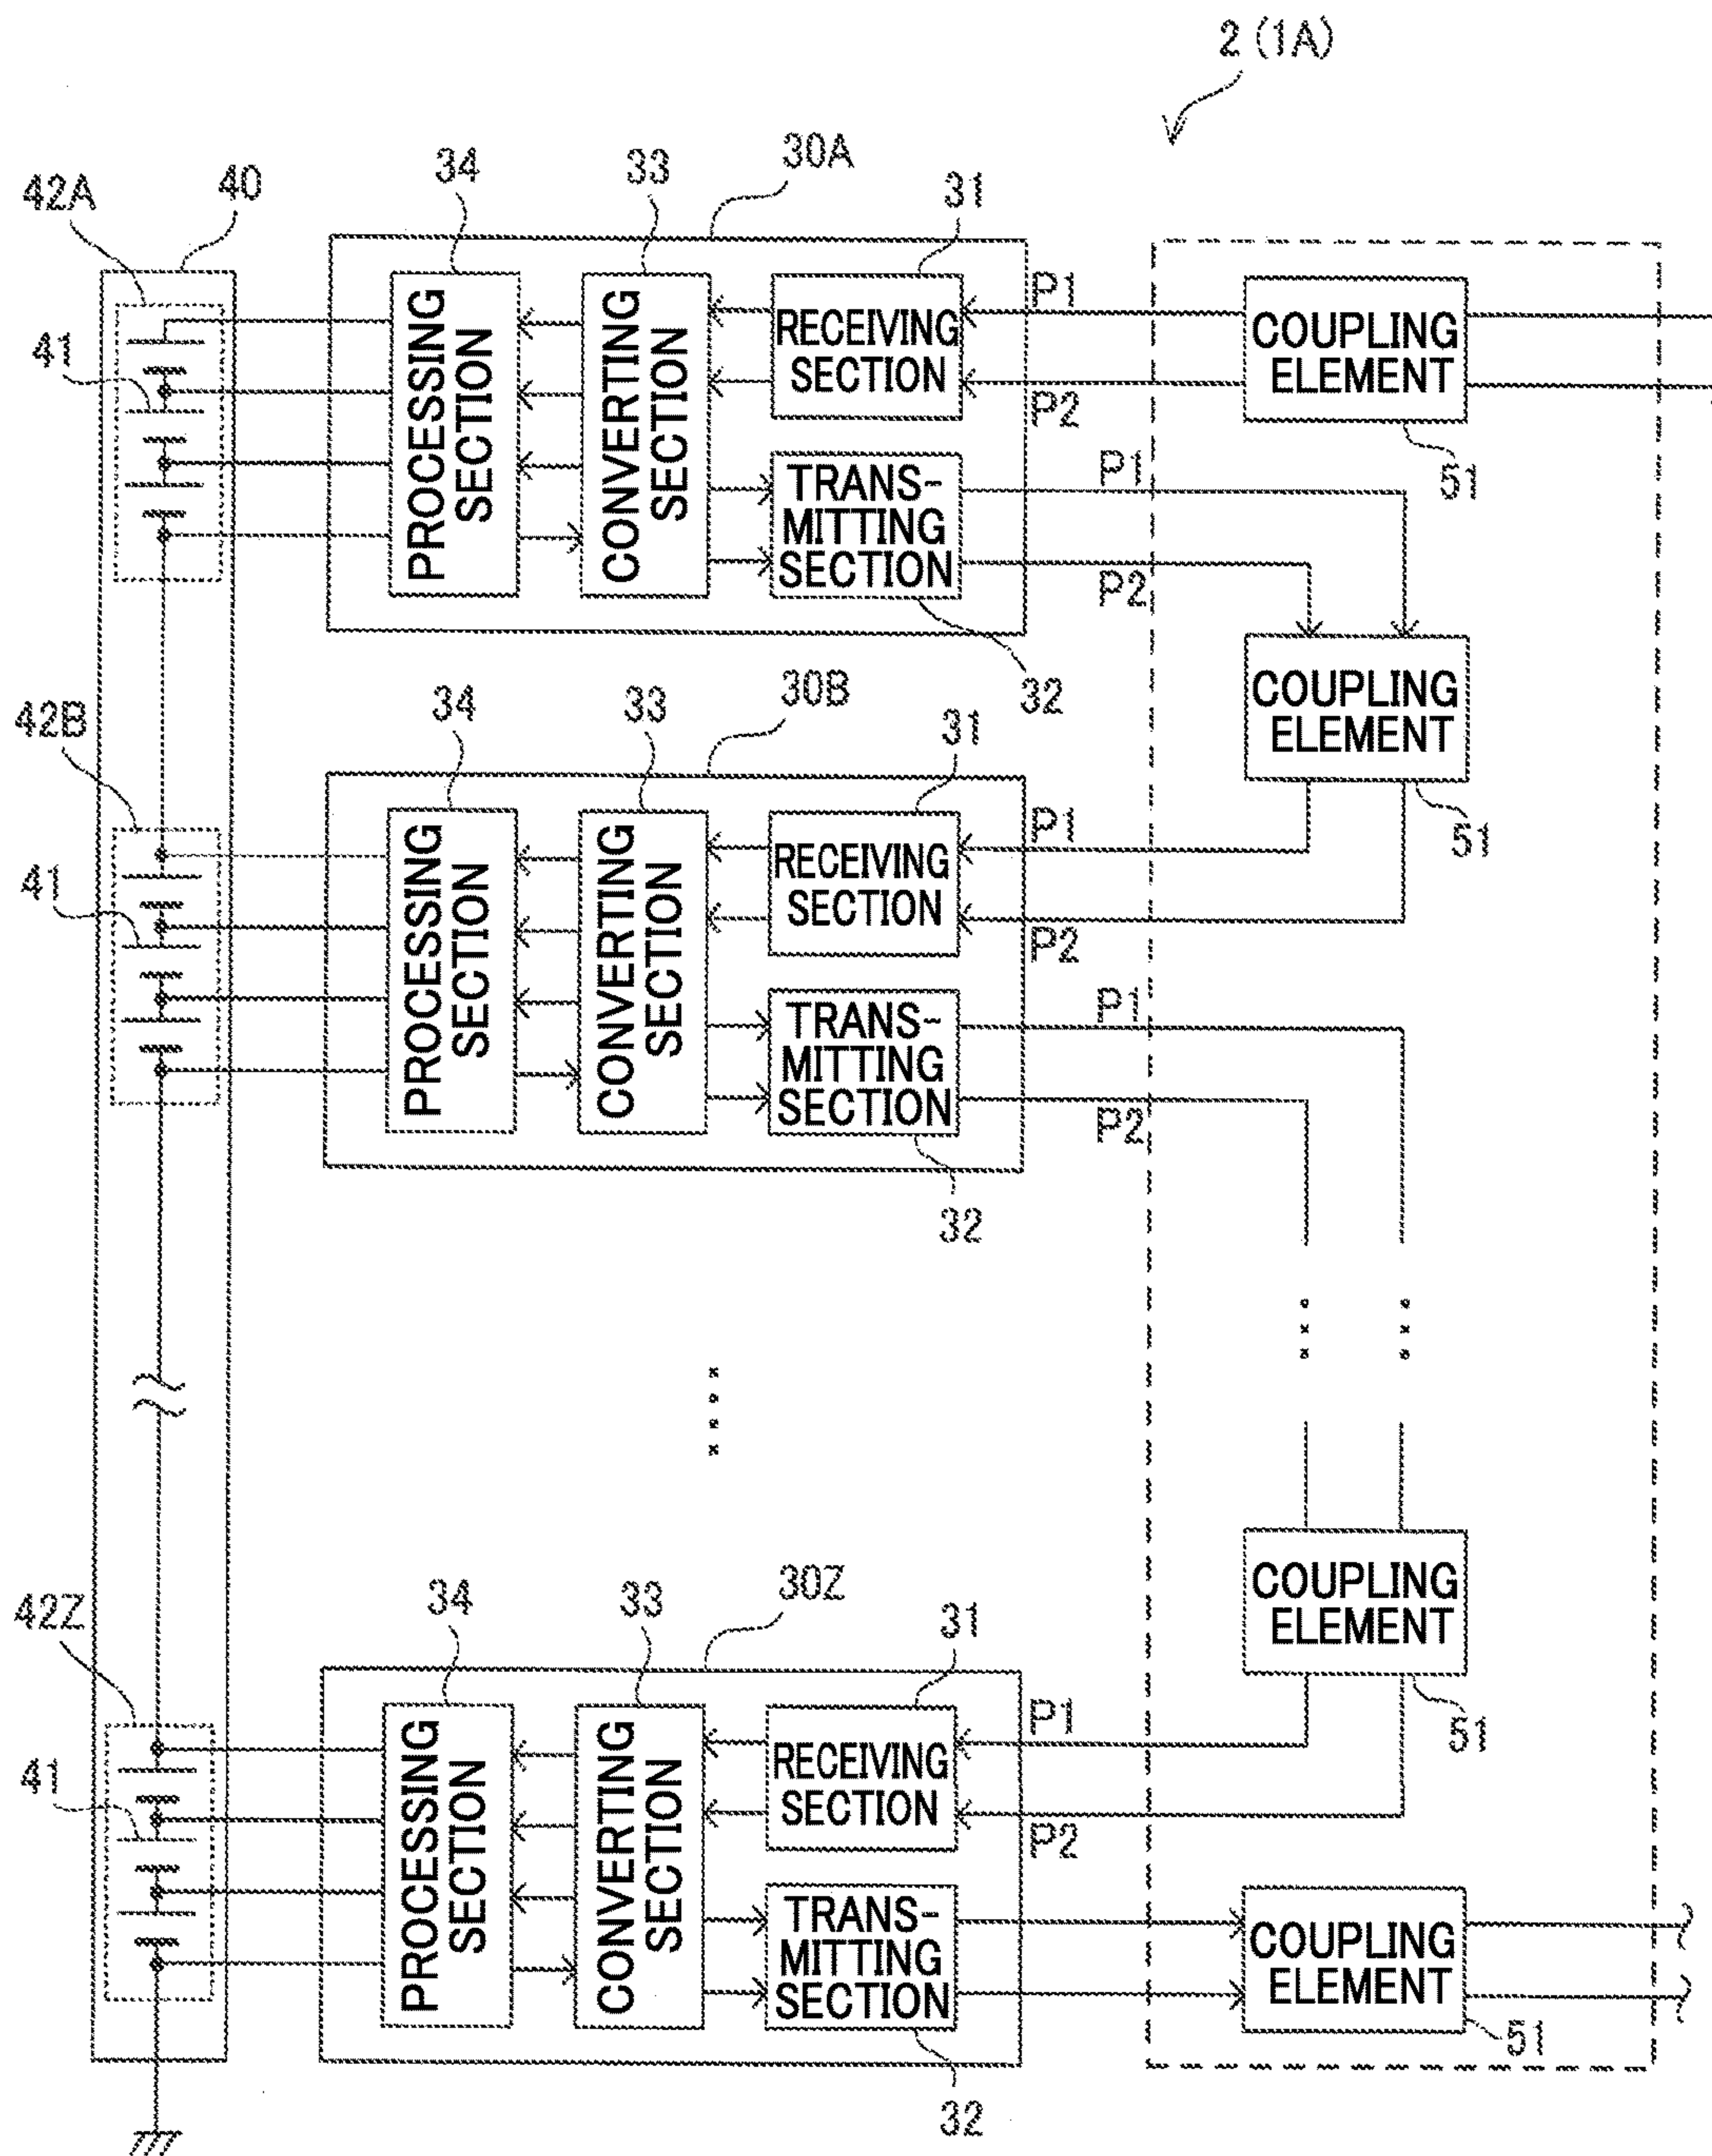 2 (1A)
42A
40
34
33
30A
31
41
PROCESSING
SECTION
CONVERTING
SECTION
RECEIVING
SECTION
P1
P2
COUPLING
ELEMENT
51
TRANS-
MITTING
SECTION
P1
P2
32
COUPLING
ELEMENT
51
42B
34
33
30B
31
41
PROCESSING
SECTION
CONVERTING
SECTION
RECEIVING
SECTION
P1
P2
TRANS-
MITTING
SECTION
P1
P2
32
COUPLING
ELEMENT
51
42Z
34
33
30Z
31
41
PROCESSING
SECTION
CONVERTING
SECTION
RECEIVING
SECTION
P1
P2
TRANS-
MITTING
SECTION
32
COUPLING
ELEMENT
51